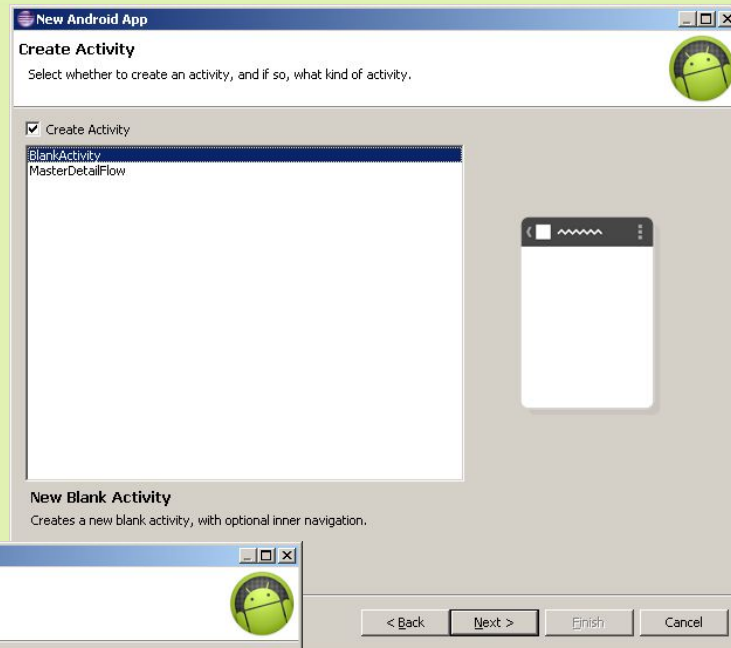 New Android App
Create Activity
Select whether to create an activity, and if so, what kind of activity.
Create Activity
BlankActivity
MasterDetailFlow
New Blank Activity
Creates a new blank activity, with optional inner navigation.
< Back Next > Finish Cancel